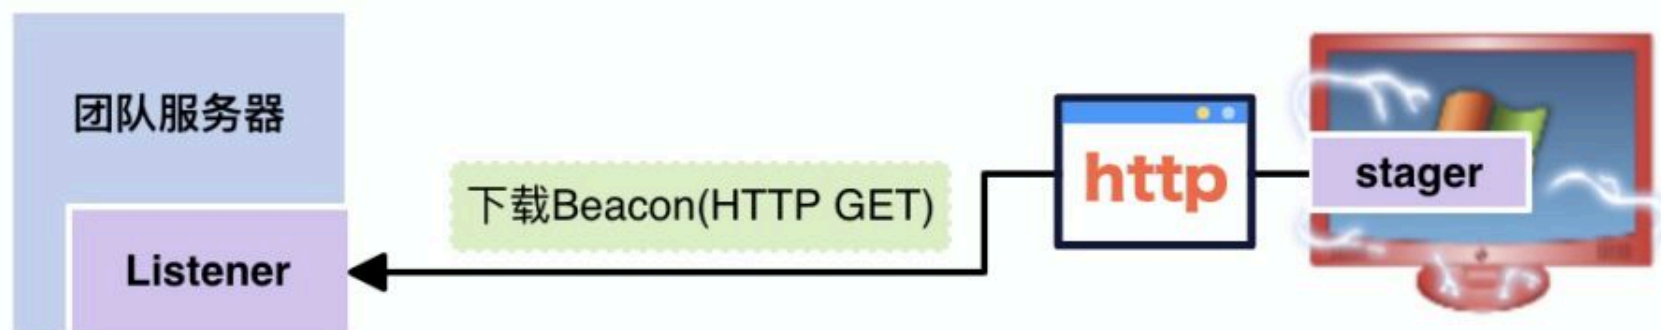 团队服务器
Listener
下载Beacon(HTTP GET)
http
stager